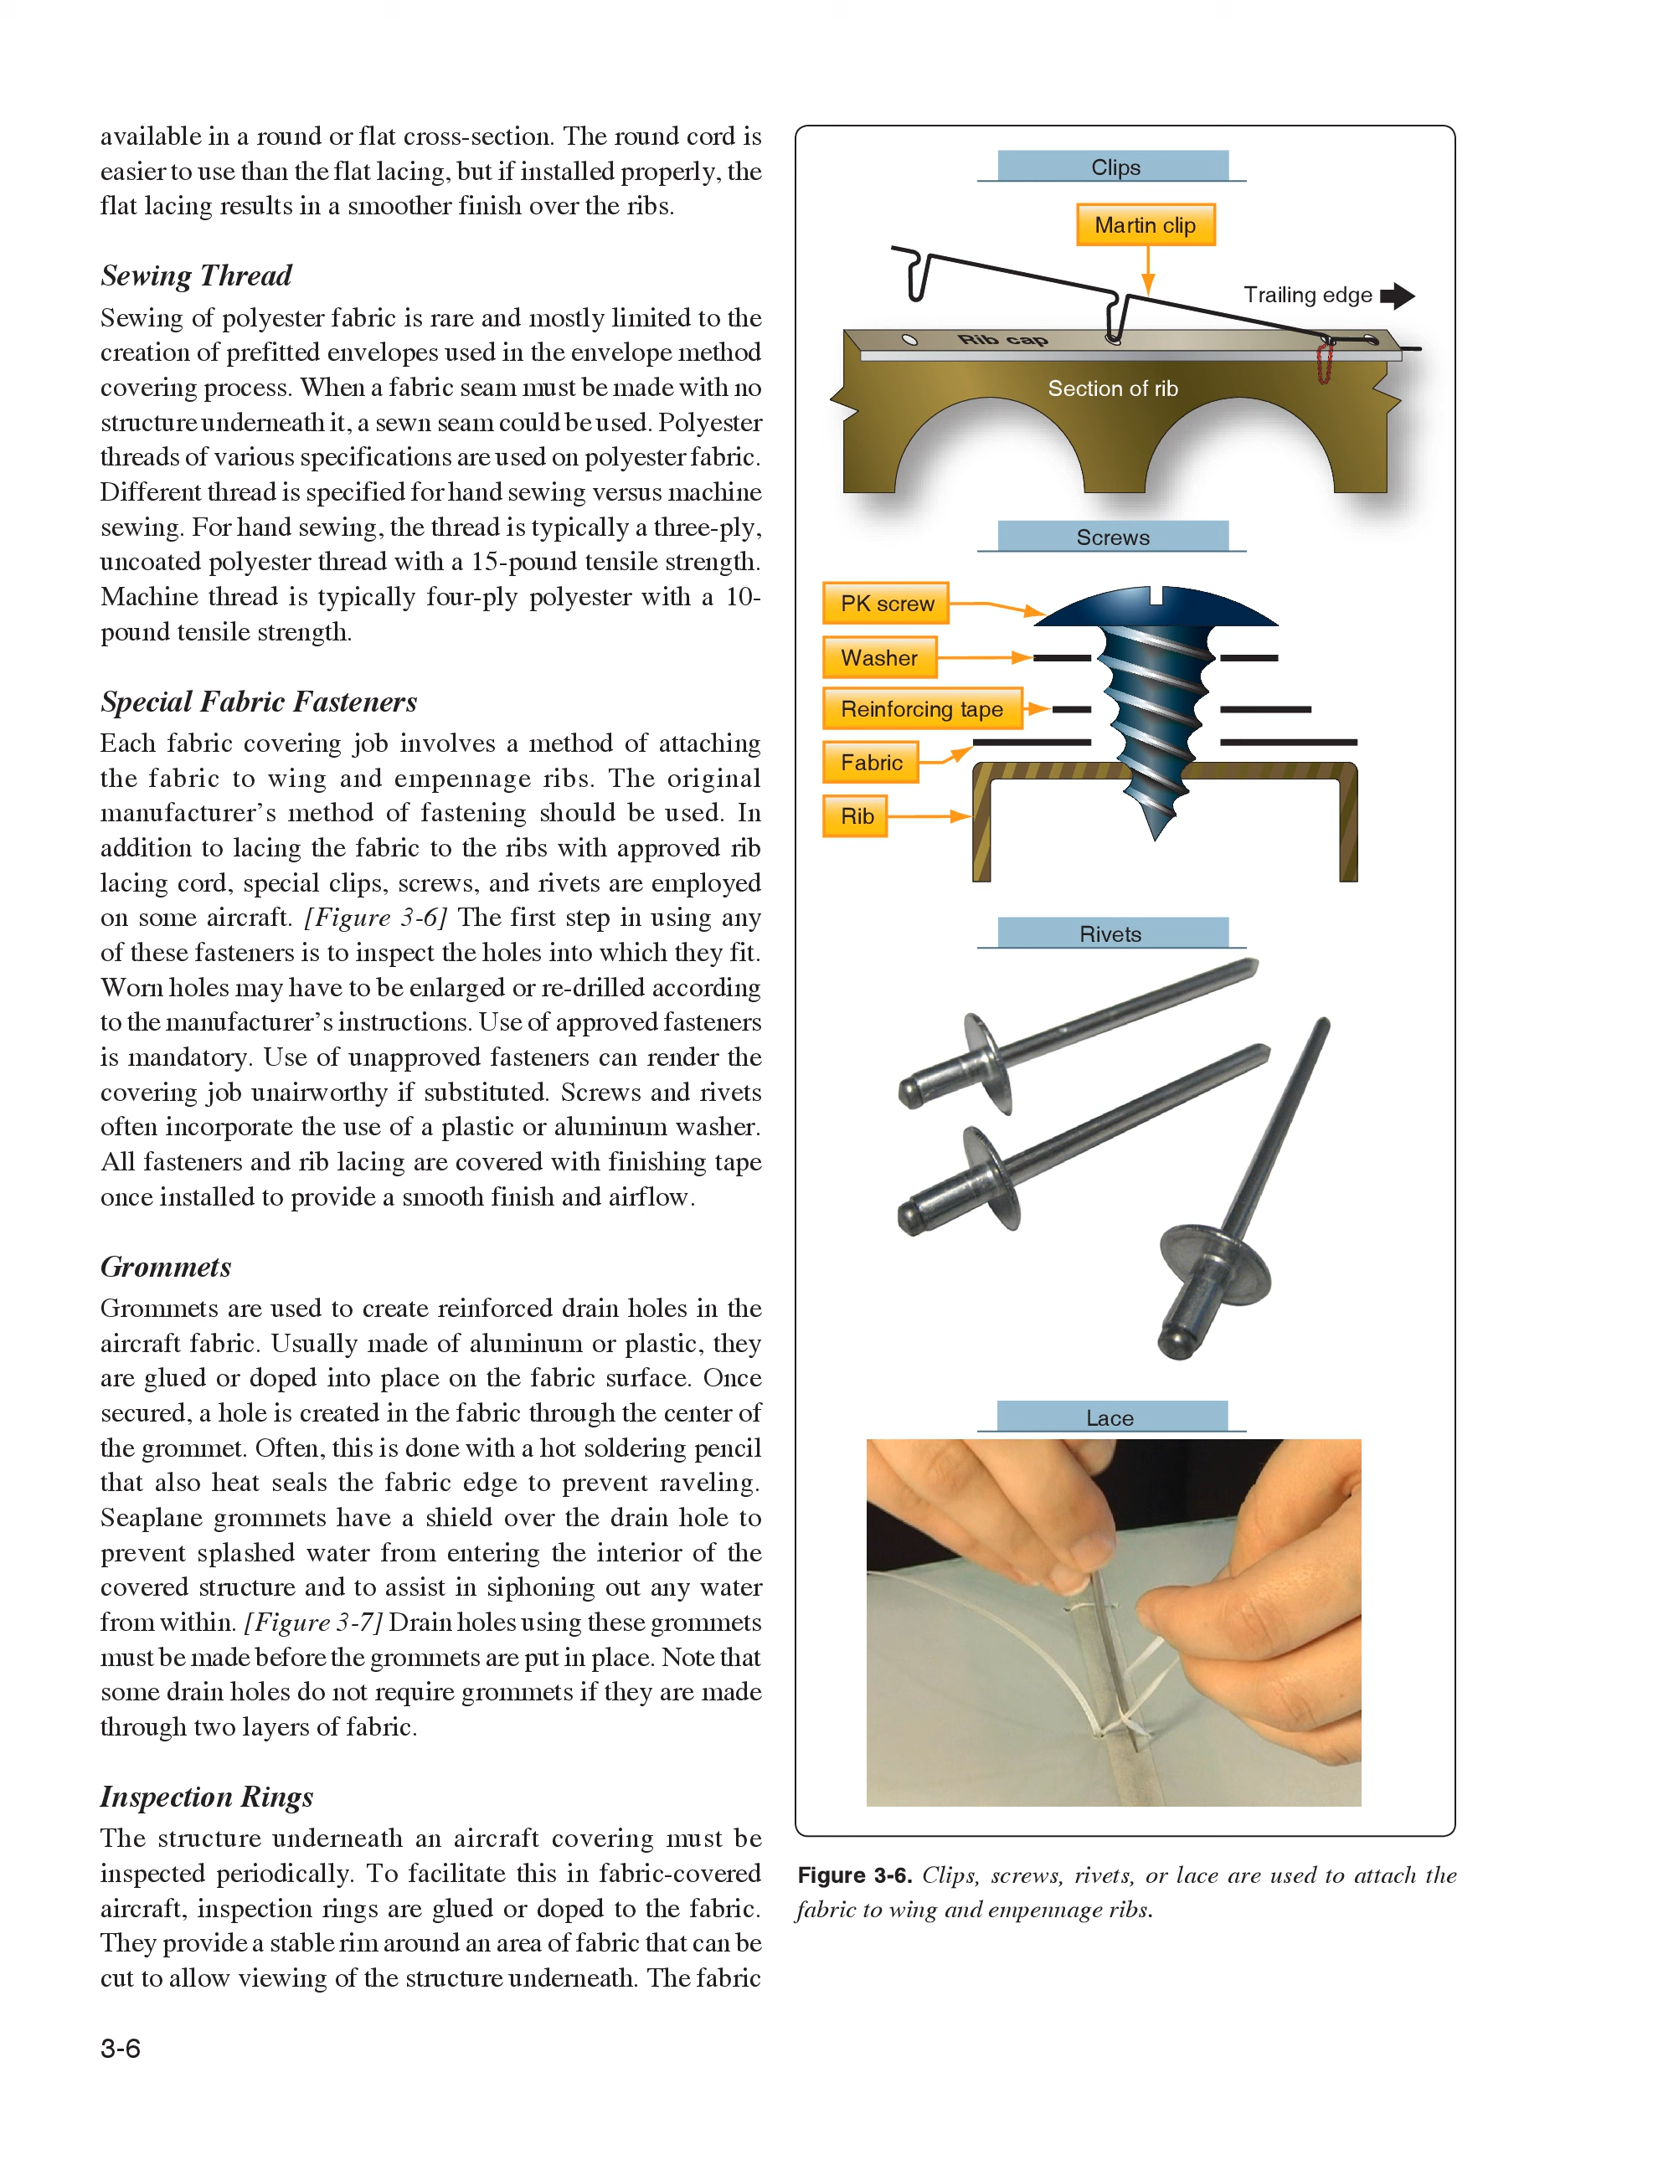 available in a round or flat cross-section. The round cord is
easier to use than the flat lacing, but if installed properly, the
flat lacing results in a smoother finish over the ribs.
Sewing Thread
Sewing of polyester fabric is rare and mostly limited to the
creation of prefitted envelopes used in the envelope method
covering process. When a fabric seam must be made with no
structure underneath it, a sewn seam could be used. Polyester
threads of various specifications are used on polyester fabric.
Different thread is specified for hand sewing versus machine
sewing. For hand sewing, the thread is typically a three-ply,
uncoated polyester thread with a 15-pound tensile strength.
Machine thread is typically four-ply polyester with a 10-
pound tensile strength.
Special Fabric Fasteners
Each fabric covering job involves a method of attaching
the fabric to wing and empennage ribs. The original
manufacturer’s method of fastening should be used. In
addition to lacing the fabric to the ribs with approved rib
lacing cord, special clips, screws, and rivets are employed
on some aircraft. [Figure 3-6] The first step in using any
of these fasteners is to inspect the holes into which they fit.
Worn holes may have to be enlarged or re-drilled according
to the manufacturer’s instructions. Use of approved fasteners
is mandatory. Use of unapproved fasteners can render the
covering job unairworthy if substituted. Screws and rivets
often incorporate the use of a plastic or aluminum washer.
All fasteners and rib lacing are covered with finishing tape
once installed to provide a smooth finish and airflow.
Grommets
Grommets are used to create reinforced drain holes in the
aircraft fabric. Usually made of aluminum or plastic, they
are glued or doped into place on the fabric surface. Once
secured, a hole is created in the fabric through the center of
the grommet. Often, this is done with a hot soldering pencil
that also heat seals the fabric edge to prevent raveling.
Seaplane grommets have a shield over the drain hole to
prevent splashed water from entering the interior of the
covered structure and to assist in siphoning out any water
from within. [Figure 3-7] Drain holes using these grommets
must be made before the grommets are put in place. Note that
some drain holes do not require grommets if they are made
through two layers of fabric.
Inspection Rings
The structure underneath an aircraft covering must be
inspected periodically. To facilitate this in fabric-covered
aircraft, inspection rings are glued or doped to the fabric.
They provide a stable rim around an area of fabric that can be
cut to allow viewing of the structure underneath. The fabric
Clips
Martin clip
Trailing edge
Rib cap
Section of rib
Screws
PK screw
Washer
Reinforcing tape
Fabric
Rib
Rivets
Lace
Figure 3-6. Clips, screws, rivets, or lace are used to attach the
fabric to wing and empennage ribs.
3-6